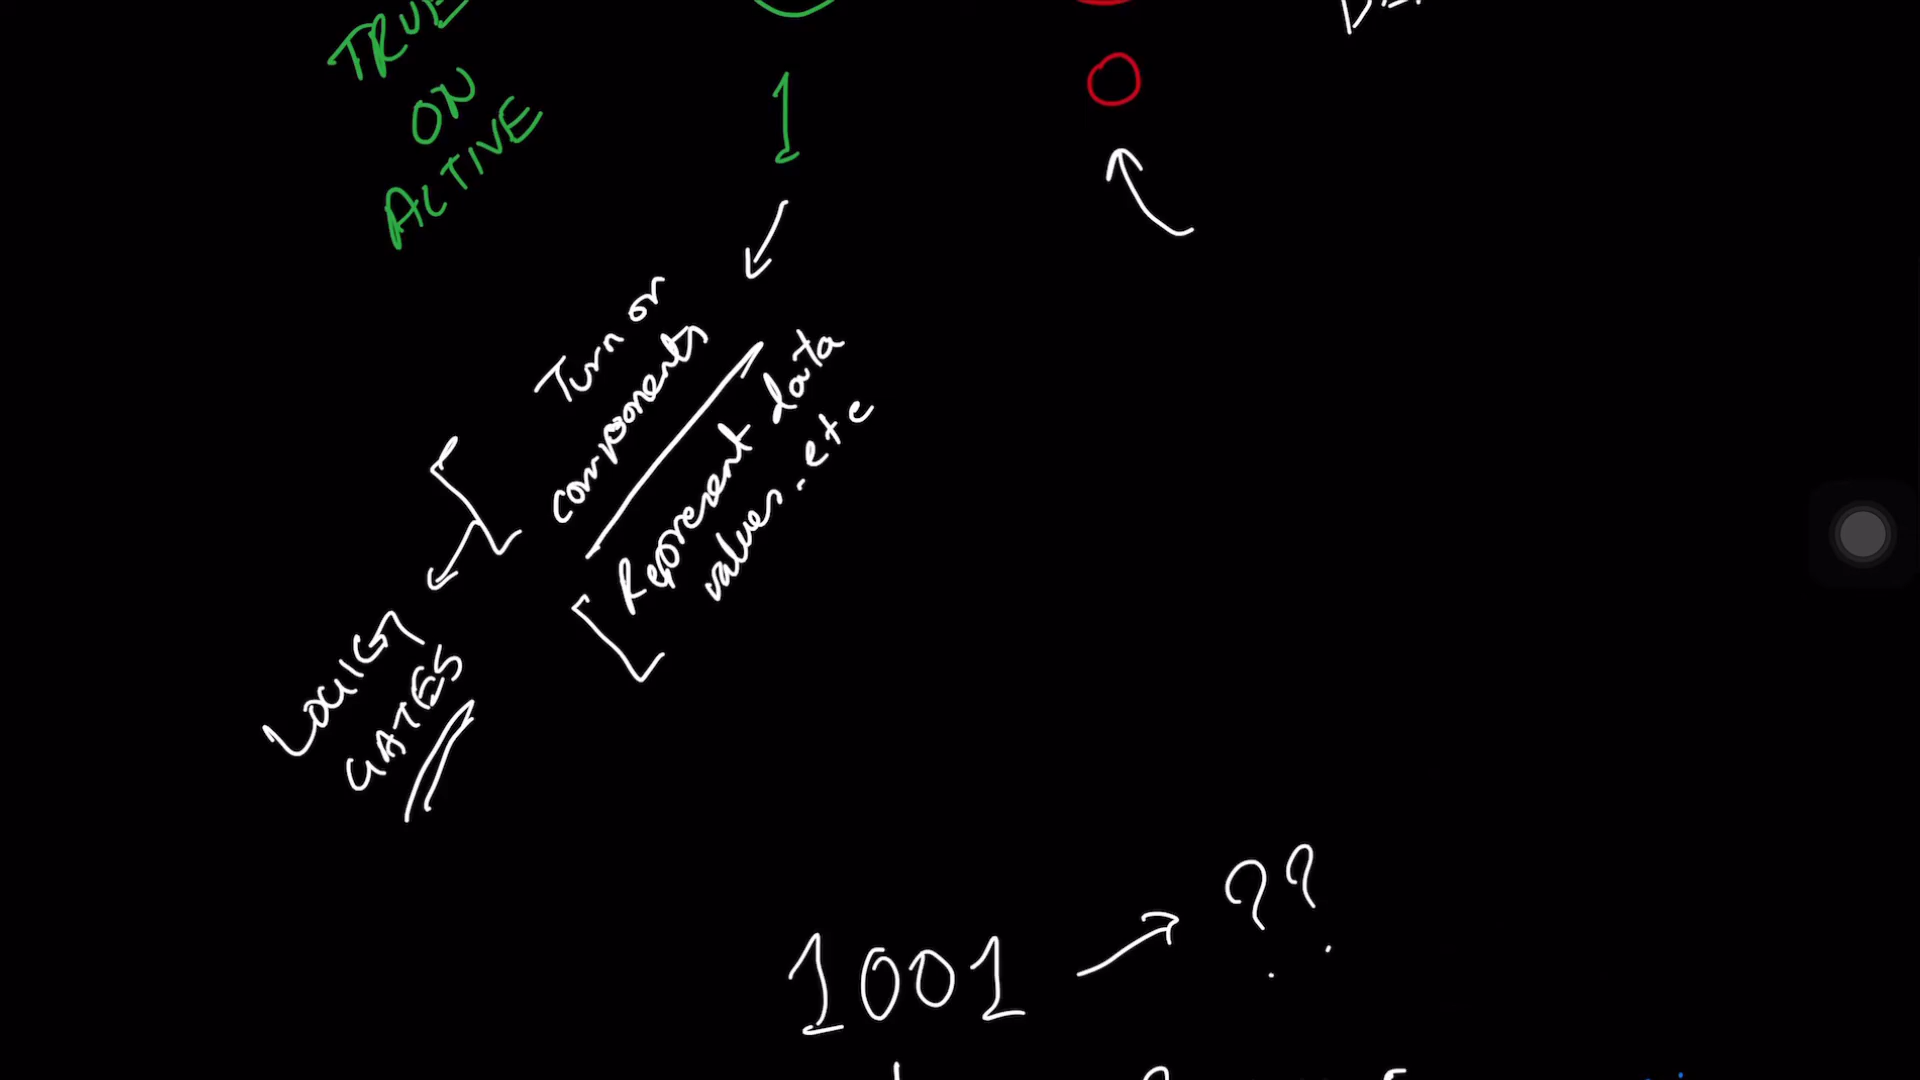 TRUE
ON
ACTIVE
1
0
Turn on
components
Represent data
values. etc
LOGIC
GATES
1001 → ??